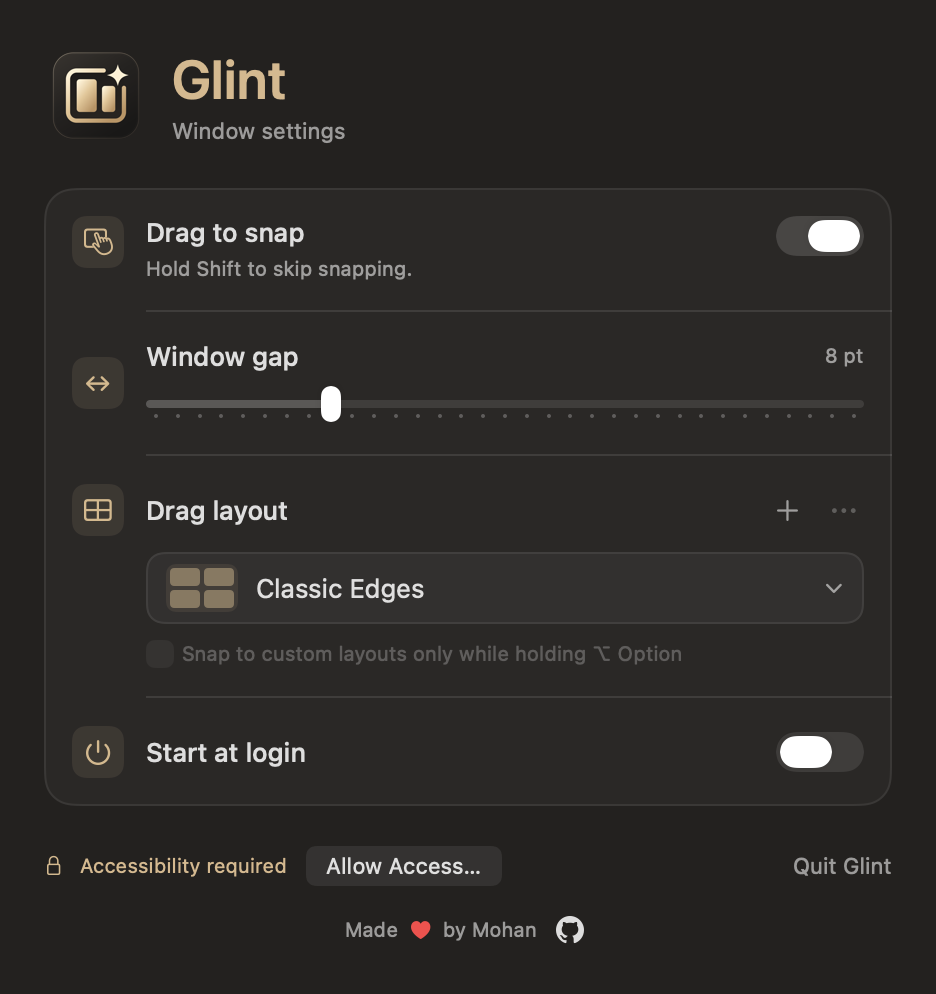 Glint
Window settings
Drag to snap
Hold Shift to skip snapping.
Window gap
8 pt
Drag layout
Classic Edges
Snap to custom layouts only while holding ⌥ Option
Start at login
Accessibility required
Allow Access...
Quit Glint
Made ❤️ by Mohan